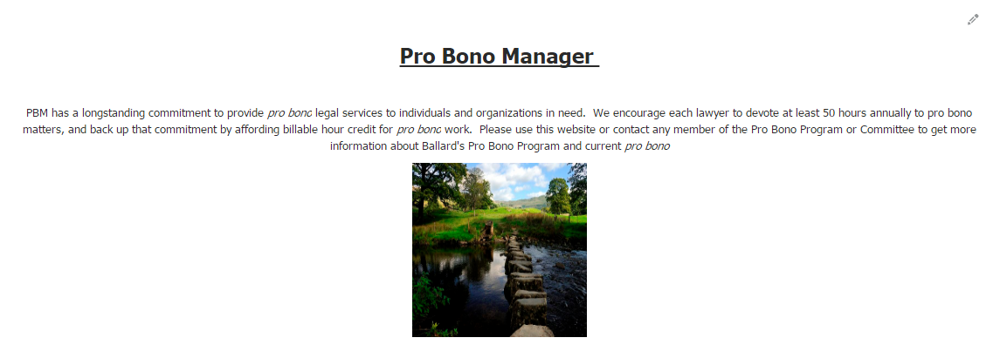 Pro Bono Manager
PBM has a longstanding commitment to provide pro bono legal services to individuals and organizations in need. We encourage each lawyer to devote at least 50 hours annually to pro bono
matters, and back up that commitment by affording billable hour credit for pro bono work. Please use this website or contact any member of the Pro Bono Program or Committee to get more
information about Ballard's Pro Bono Program and current pro bono